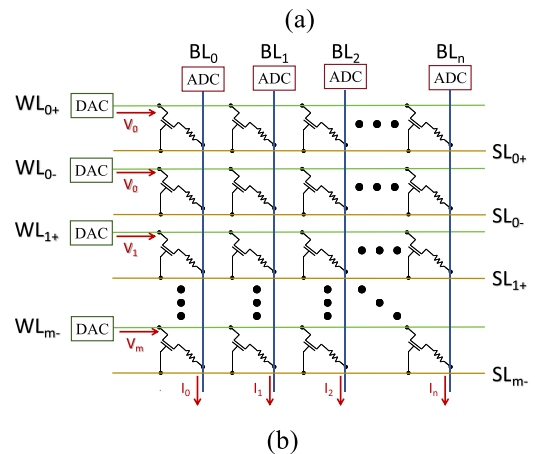 (a)
BL0 BL1 BL2 BLn
ADC ADC ADC ADC
WL0+ DAC
V0
SL0+
WL0- DAC
V0
SL0-
WL1+ DAC
V1
SL1+
WLm- DAC
Vm
SLm-
I0 I1 I2 In
(b)